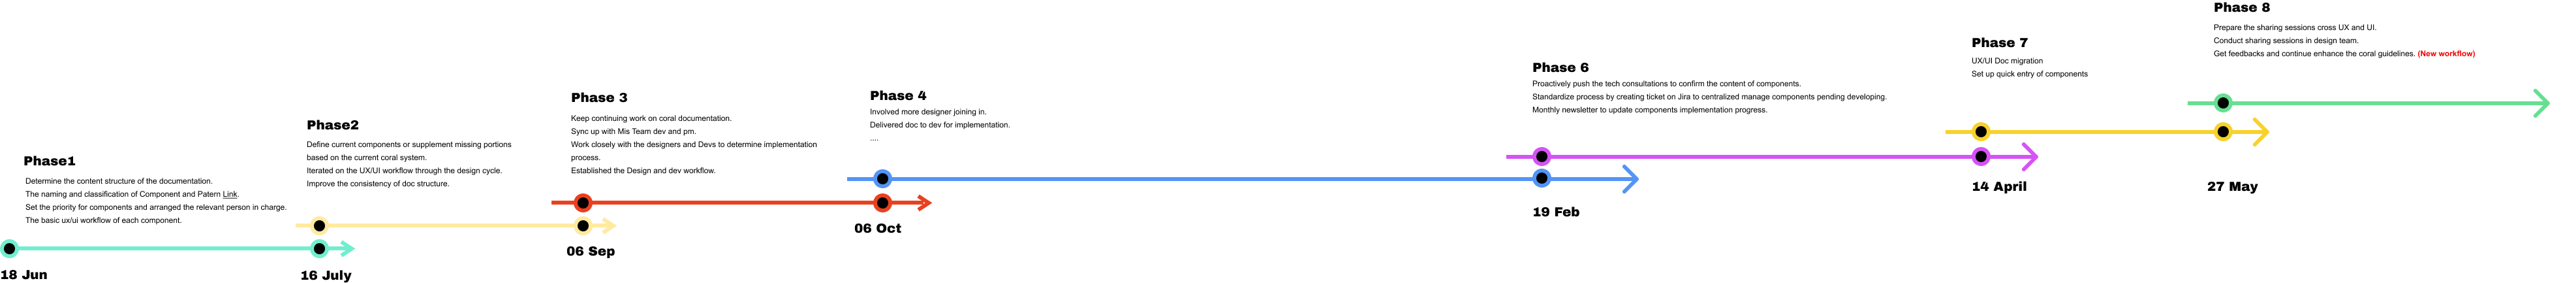 Phase1
Determine the content structure of the documentation.
The naming and classification of Component and Patern Link.
Set the priority for components and arranged the relevant person in charge.
The basic ux/ui workflow of each component.
18 Jun
Phase2
Define current components or supplement missing portions
based on the current coral system.
Iterated on the UX/UI workflow through the design cycle.
Improve the consistency of doc structure.
16 July
Phase 3
Keep continuing work on coral documentation.
Sync up with Mis Team dev and pm.
Work closely with the designers and Devs to determine implementation
process.
Established the Design and dev workflow.
06 Sep
Phase 4
Involved more designer joining in.
Delivered doc to dev for implementation.
....
06 Oct
Phase 6
Proactively push the tech consultations to confirm the content of components.
Standardize process by creating ticket on Jira to centralized manage components pending developing.
Monthly newsletter to update components implementation progress.
19 Feb
Phase 7
UX/UI Doc migration
Set up quick entry of components
14 April
Phase 8
Prepare the sharing sessions cross UX and UI.
Conduct sharing sessions in design team.
Get feedbacks and continue enhance the coral guidelines. (New workflow)
27 May